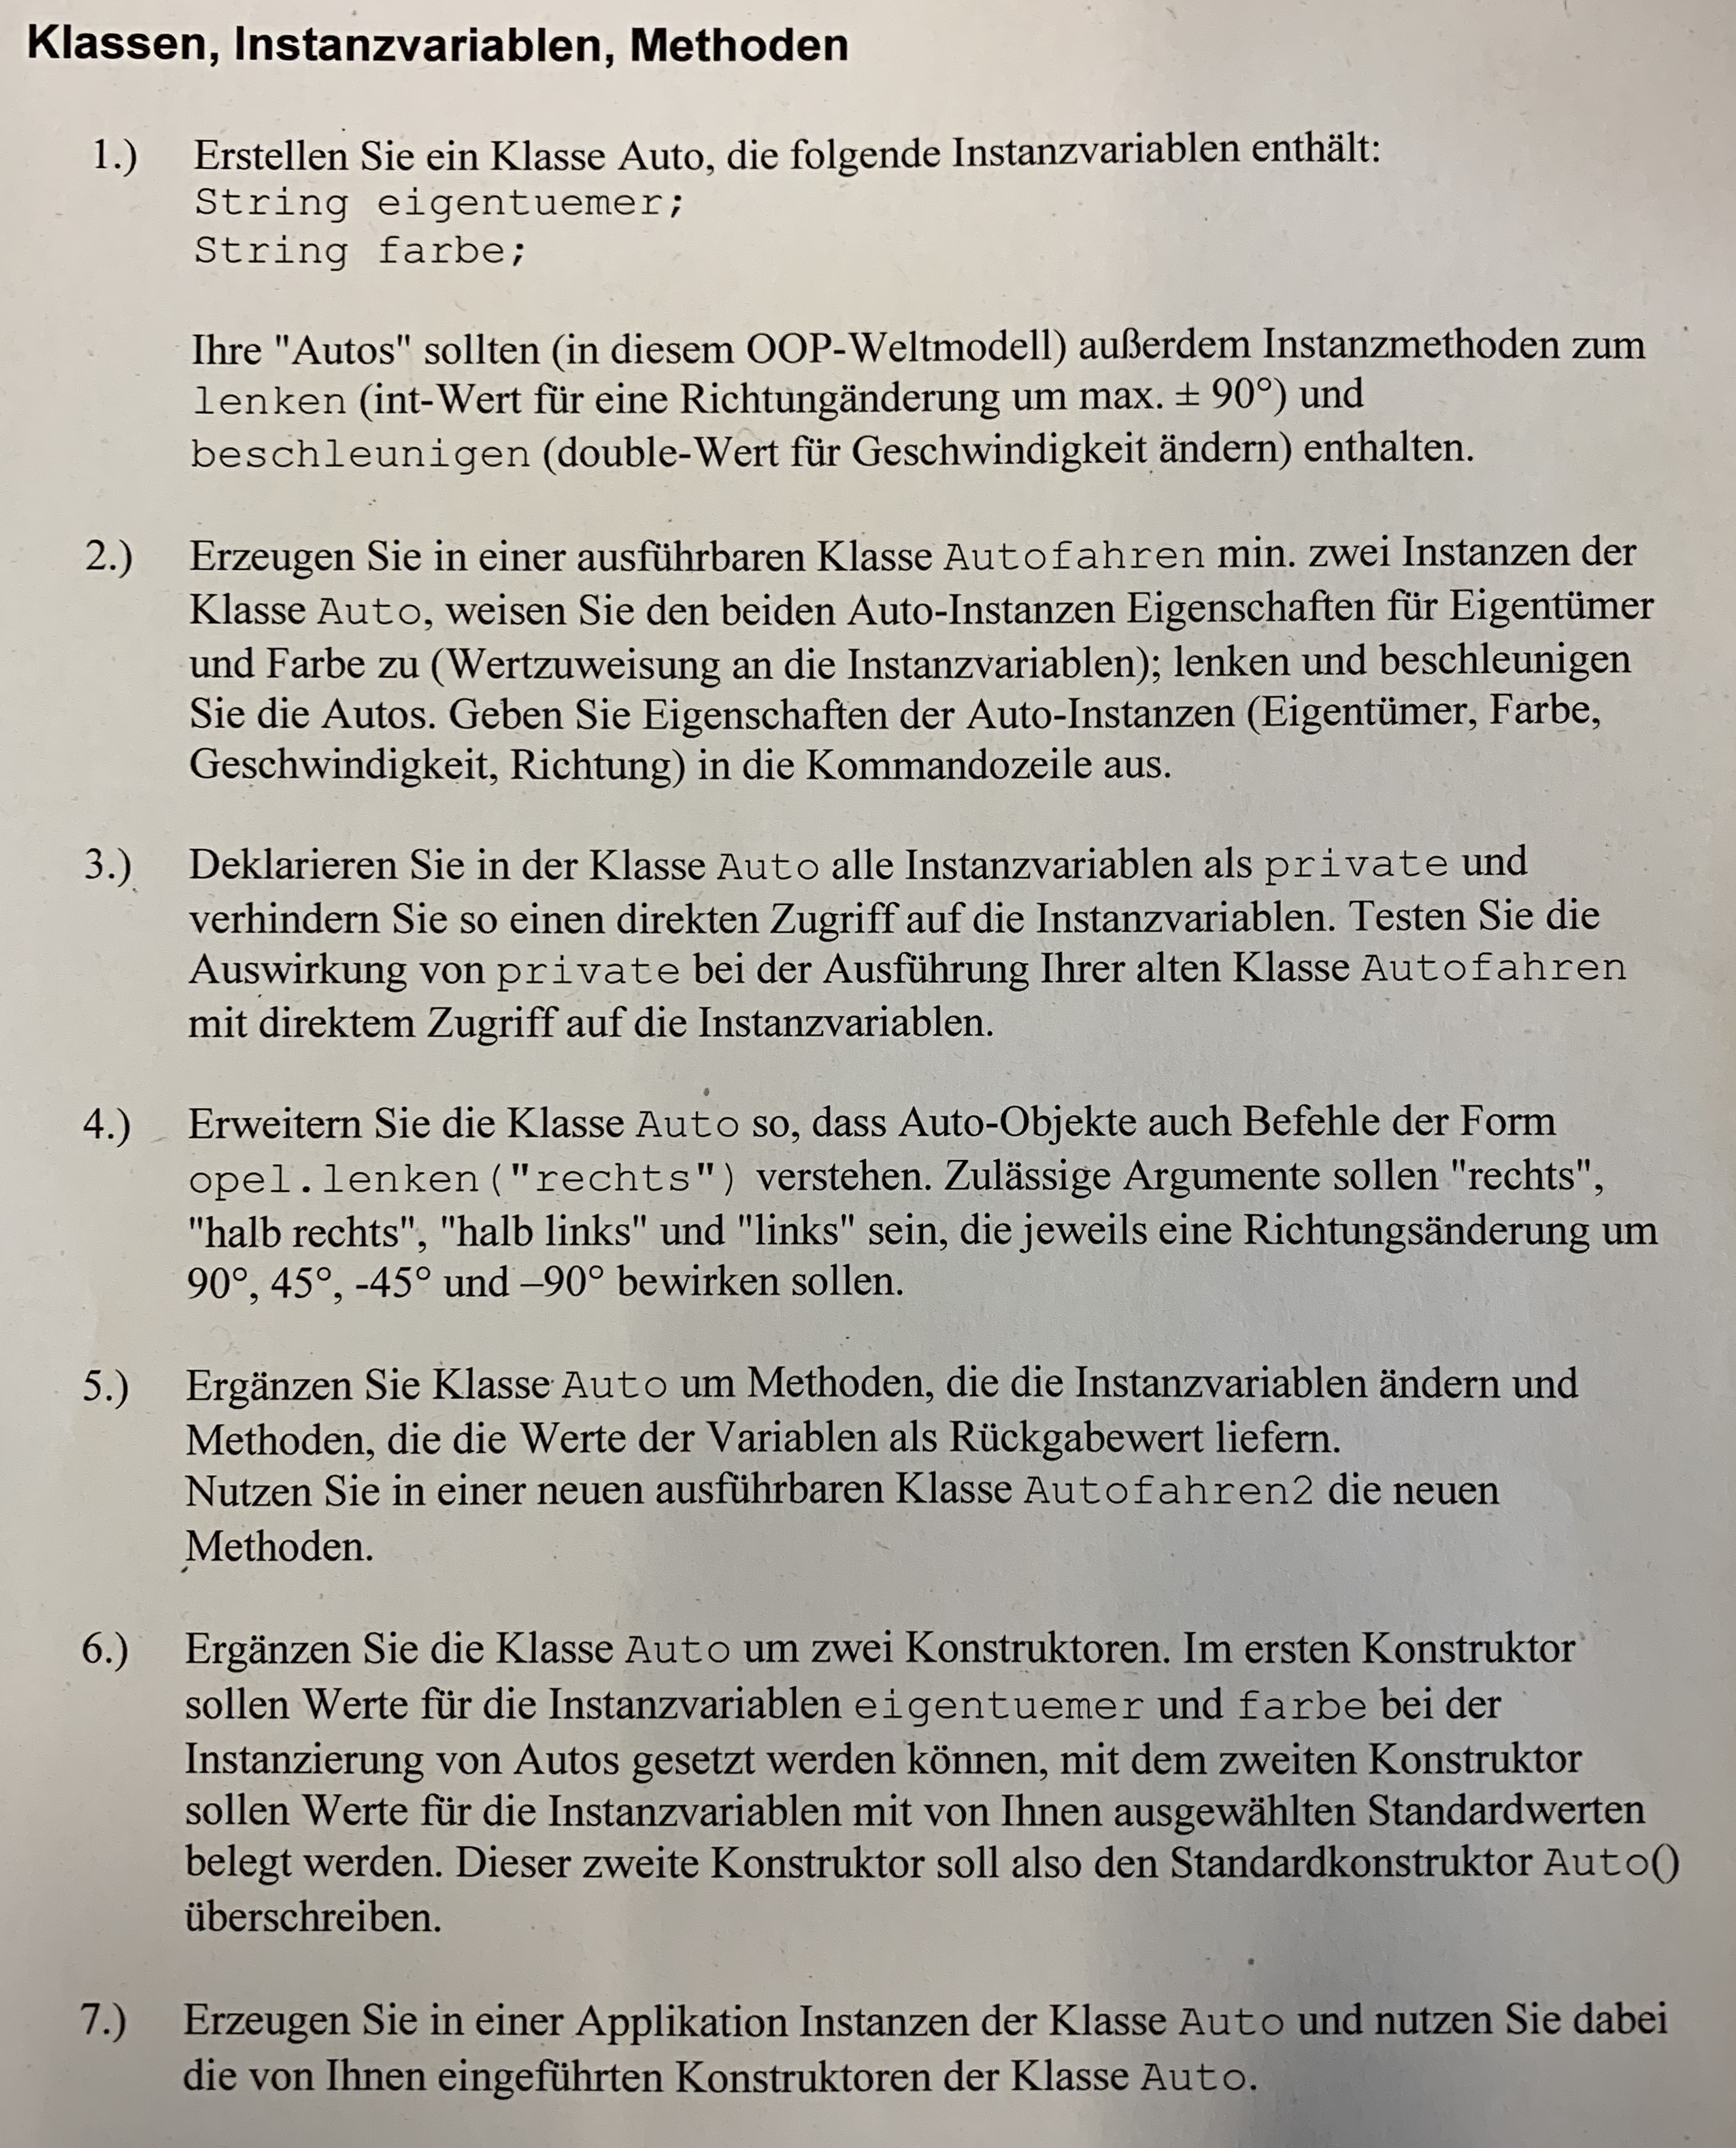 Klassen, Instanzvariablen, Methoden
1.) Erstellen Sie ein Klasse Auto, die folgende Instanzvariablen enthält:
String eigentuemer;
String farbe;
Ihre "Autos" sollten (in diesem OOP-Weltmodell) außerdem Instanzmethoden zum
lenken (int-Wert für eine Richtungänderung um max. ± 90°) und
beschleunigen (double-Wert für Geschwindigkeit ändern) enthalten.
2.) Erzeugen Sie in einer ausführbaren Klasse Autofahren min. zwei Instanzen der
Klasse Auto, weisen Sie den beiden Auto-Instanzen Eigenschaften für Eigentümer
und Farbe zu (Wertzuweisung an die Instanzvariablen); lenken und beschleunigen
Sie die Autos. Geben Sie Eigenschaften der Auto-Instanzen (Eigentümer, Farbe,
Geschwindigkeit, Richtung) in die Kommandozeile aus.
3.) Deklarieren Sie in der Klasse Auto alle Instanzvariablen als private und
verhindern Sie so einen direkten Zugriff auf die Instanzvariablen. Testen Sie die
Auswirkung von private bei der Ausführung Ihrer alten Klasse Autofahren
mit direktem Zugriff auf die Instanzvariablen.
4.) Erweitern Sie die Klasse Auto so, dass Auto-Objekte auch Befehle der Form
opel.lenken("rechts") verstehen. Zulässige Argumente sollen "rechts",
"halb rechts", "halb links" und "links" sein, die jeweils eine Richtungsänderung um
90°, 45°, -45° und –90° bewirken sollen.
5.) Ergänzen Sie Klasse Auto um Methoden, die die Instanzvariablen ändern und
Methoden, die die Werte der Variablen als Rückgabewert liefern.
Nutzen Sie in einer neuen ausführbaren Klasse Autofahren2 die neuen
Methoden.
6.) Ergänzen Sie die Klasse Auto um zwei Konstruktoren. Im ersten Konstruktor
sollen Werte für die Instanzvariablen eigentuemer und farbe bei der
Instanzierung von Autos gesetzt werden können, mit dem zweiten Konstruktor
sollen Werte für die Instanzvariablen mit von Ihnen ausgewählten Standardwerten
belegt werden. Dieser zweite Konstruktor soll also den Standardkonstruktor Auto()
überschreiben.
7.) Erzeugen Sie in einer Applikation Instanzen der Klasse Auto und nutzen Sie dabei
die von Ihnen eingeführten Konstruktoren der Klasse Auto.